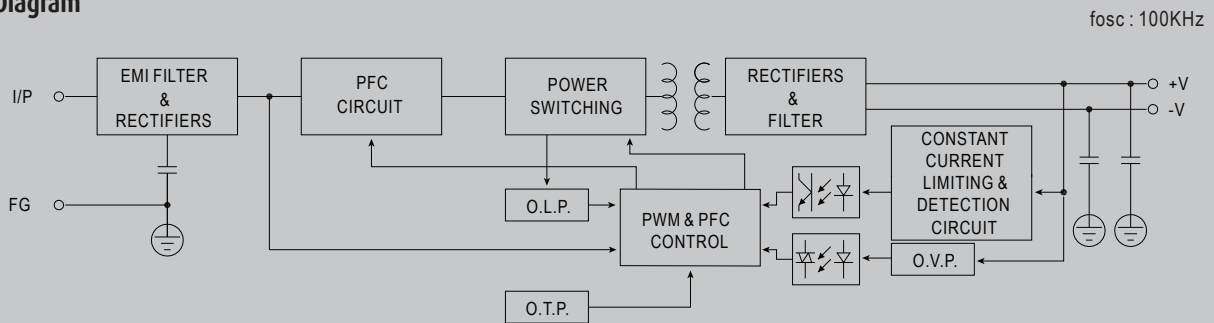 Diagram
fosc : 100KHz
I/P
EMI FILTER
&
RECTIFIERS
PFC
CIRCUIT
POWER
SWITCHING
RECTIFIERS
&
FILTER
+V
-V
FG
O.L.P.
PWM & PFC
CONTROL
CONSTANT
CURRENT
LIMITING &
DETECTION
CIRCUIT
O.V.P.
O.T.P.